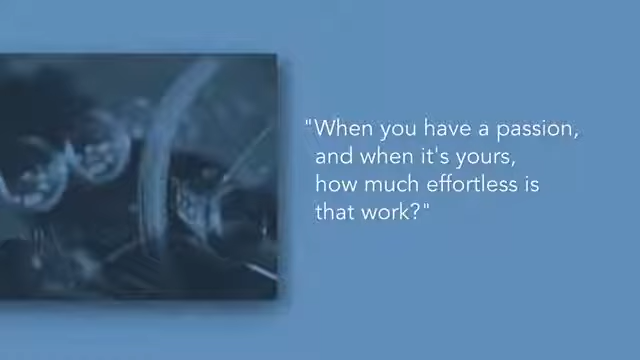 "When you have a passion,
and when it's yours,
how much effortless is
that work?"